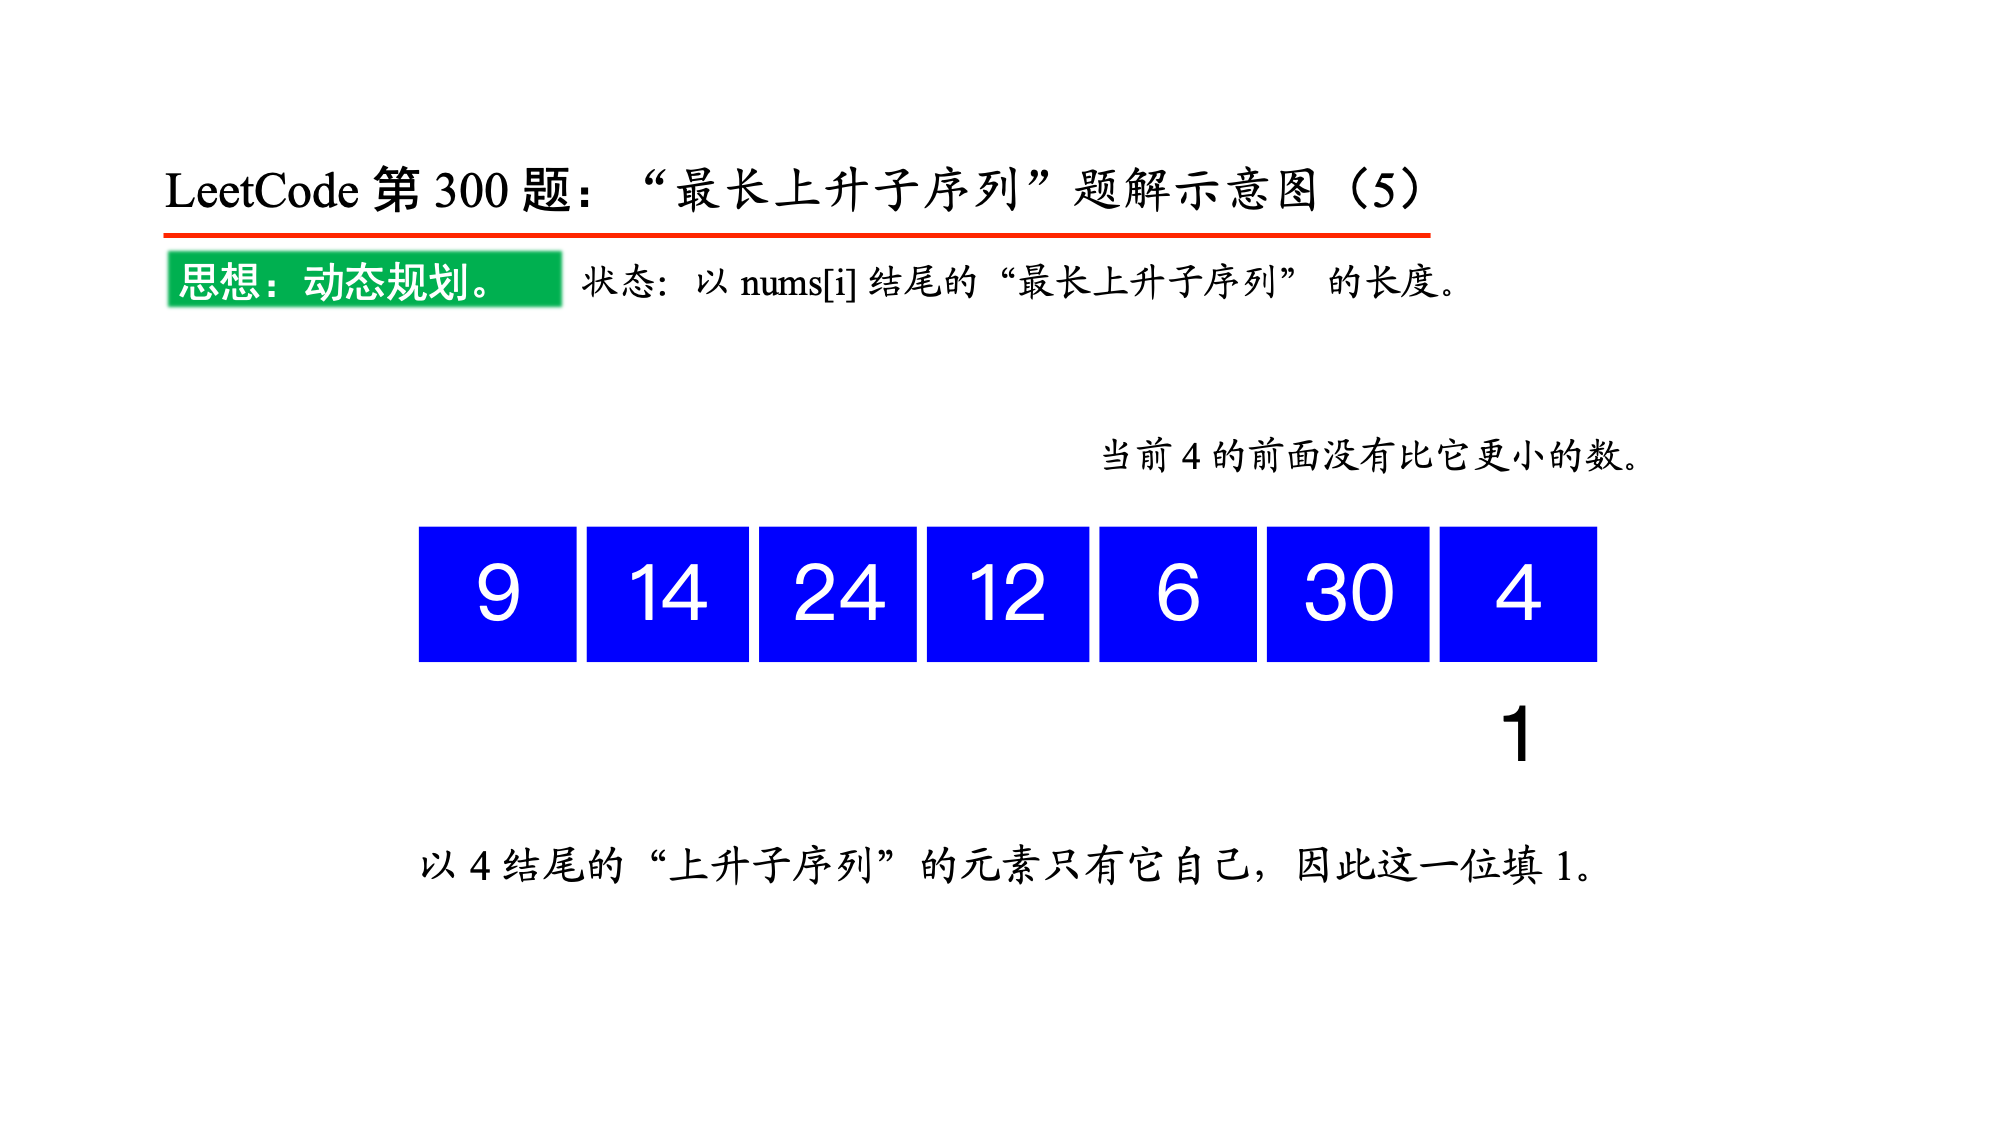 LeetCode 第 300 题：“最长上升子序列”题解示意图（5）
思想：动态规划。 状态：以 nums[i] 结尾的“最长上升子序列” 的长度。
当前 4 的前面没有比它更小的数。
9 14 24 12 6 30 4
1
以 4 结尾的“上升子序列”的元素只有它自己，因此这一位填 1。